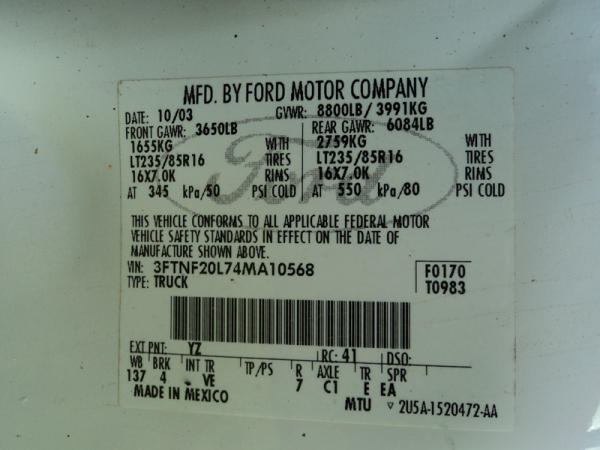 MFD. BY FORD MOTOR COMPANY
DATE: 10/03 GVWR: 8800LB/ 3991KG
FRONT GAWR: 3650LB REAR GAWR: 6084LB
1655KG WITH 2759KG WITH
LT235/85R16 TIRES LT235/85R16 TIRES
16X7.0K RIMS 16X7.0K RIMS
AT 345 kPa/50 PSI COLD AT 550 kPa/80 PSI COLD
Ford
THIS VEHICLE CONFORMS TO ALL APPLICABLE FEDERAL MOTOR
VEHICLE SAFETY STANDARDS IN EFFECT ON THE DATE OF
MANUFACTURE SHOWN ABOVE.
VIN: 3FTNF20L74MA10568 F0170
TYPE: TRUCK T0983
EXT PNT: YZ RC: 41 DSO:
WB BRK INT TR TP/PS R AXLE TR SPR
137 4 . VE 7 C1 E EA
MADE IN MEXICO MTU ▽ 2U5A-1520472-AA